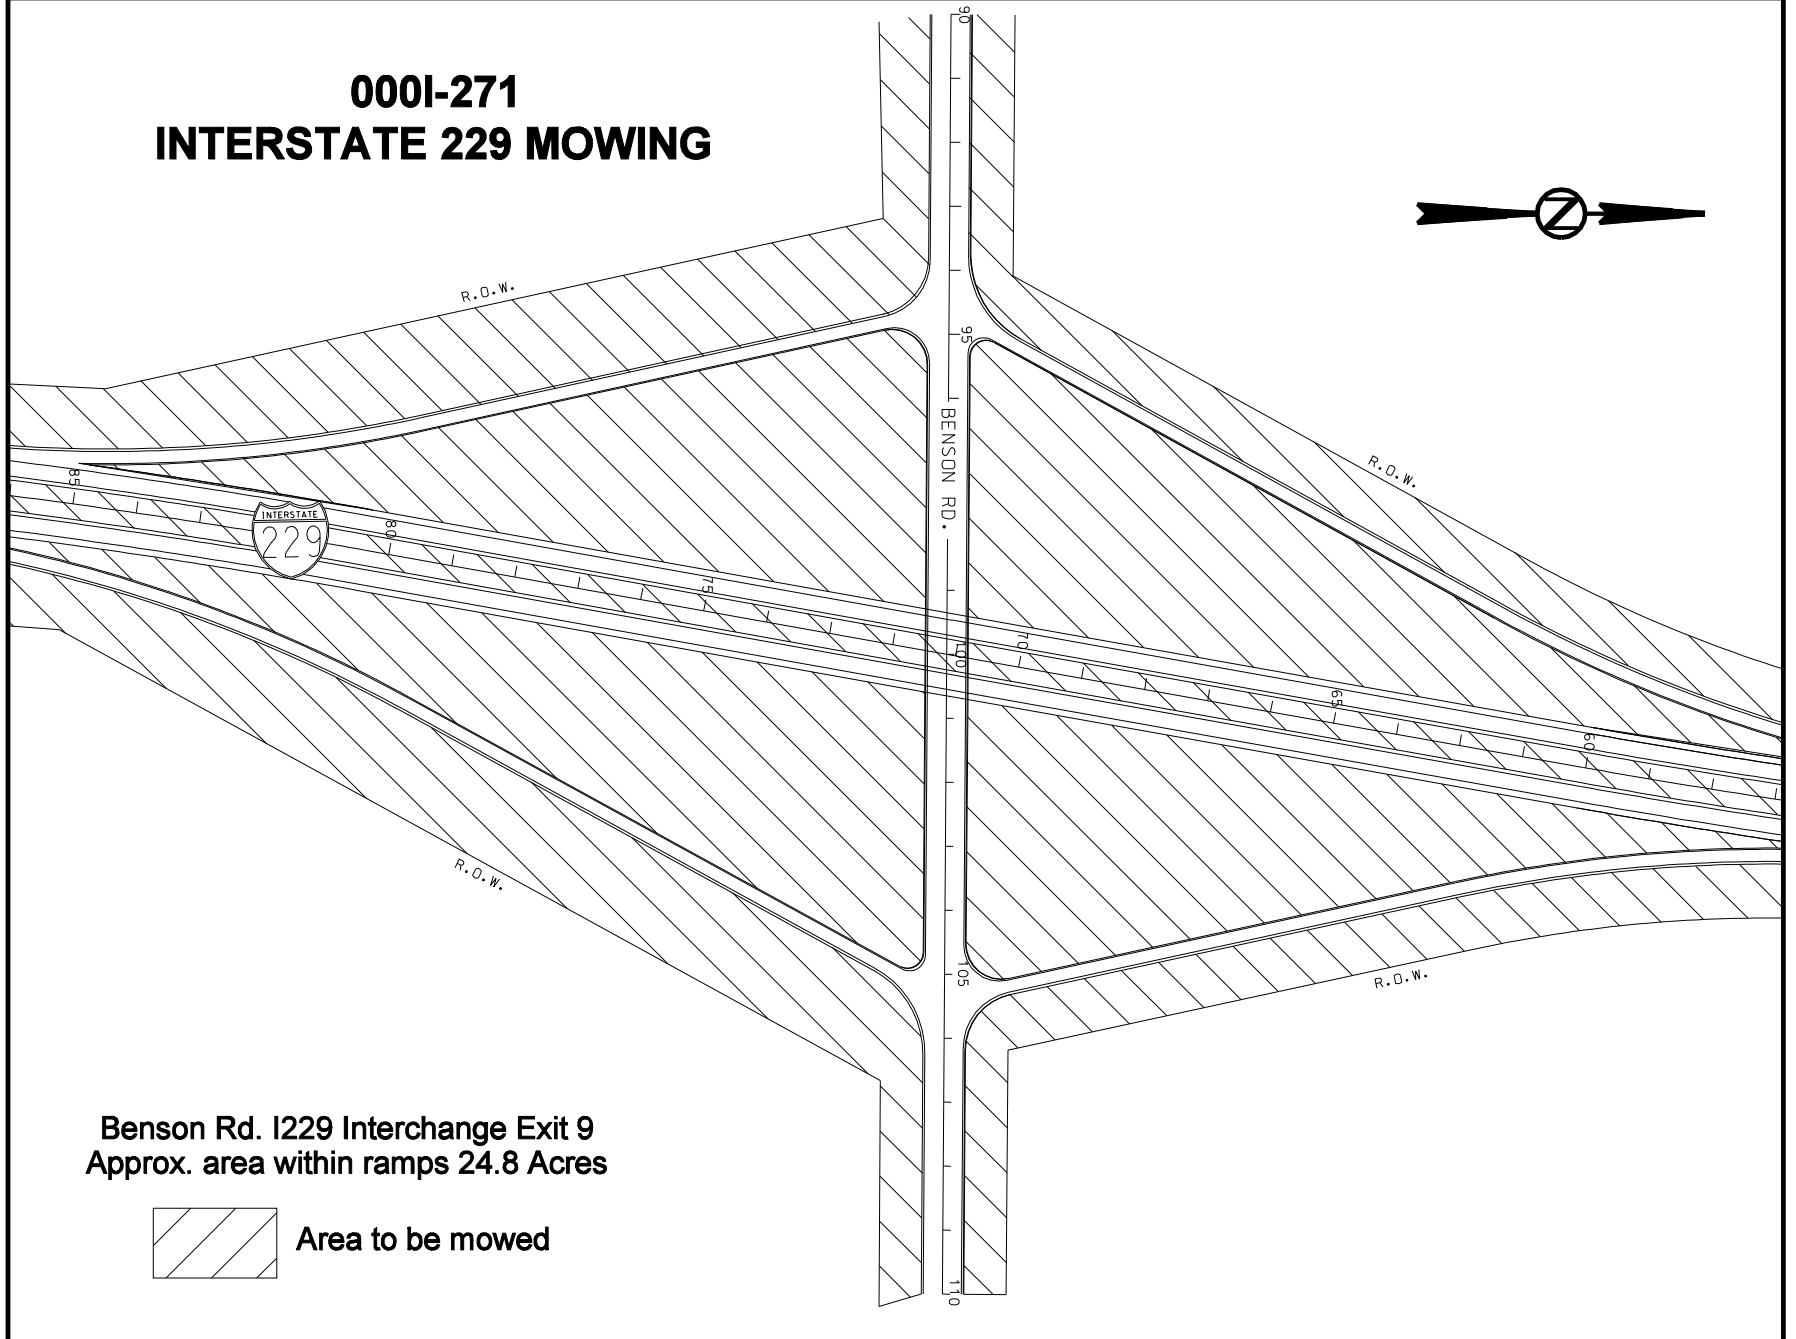 90
000I-271
INTERSTATE 229 MOWING
N
R.O.W.
95
BENSON RD.
R.O.W.
85
INTERSTATE
229
80
75
70
100
65
60
R.O.W.
105
R.O.W.
Benson Rd. I229 Interchange Exit 9
Approx. area within ramps 24.8 Acres
Area to be mowed
110